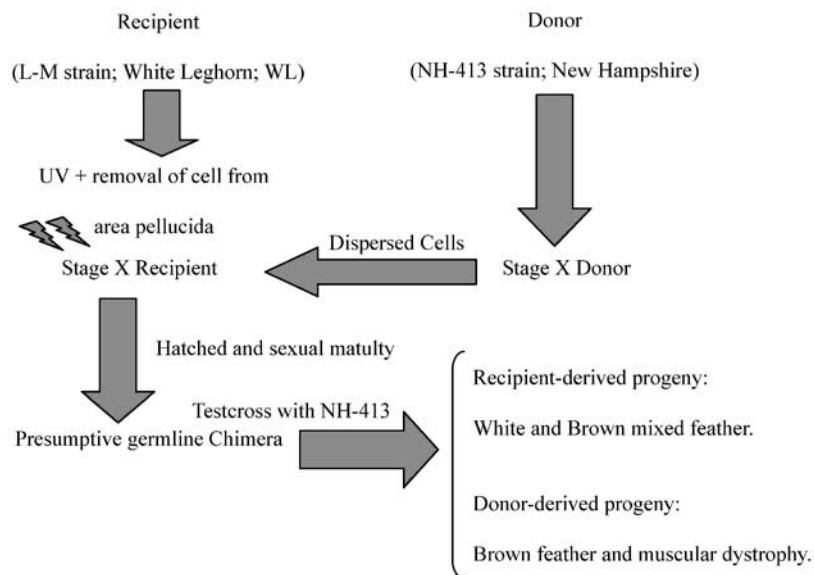 Recipient
Donor
(L-M strain; White Leghorn; WL)
(NH-413 strain; New Hampshire)
UV + removal of cell from
area pellucida
Dispersed Cells
Stage X Recipient
Stage X Donor
Hatched and sexual matulty
Testcross with NH-413
Presumptive germline Chimera
Recipient-derived progeny:
White and Brown mixed feather.
Donor-derived progeny:
Brown feather and muscular dystrophy.